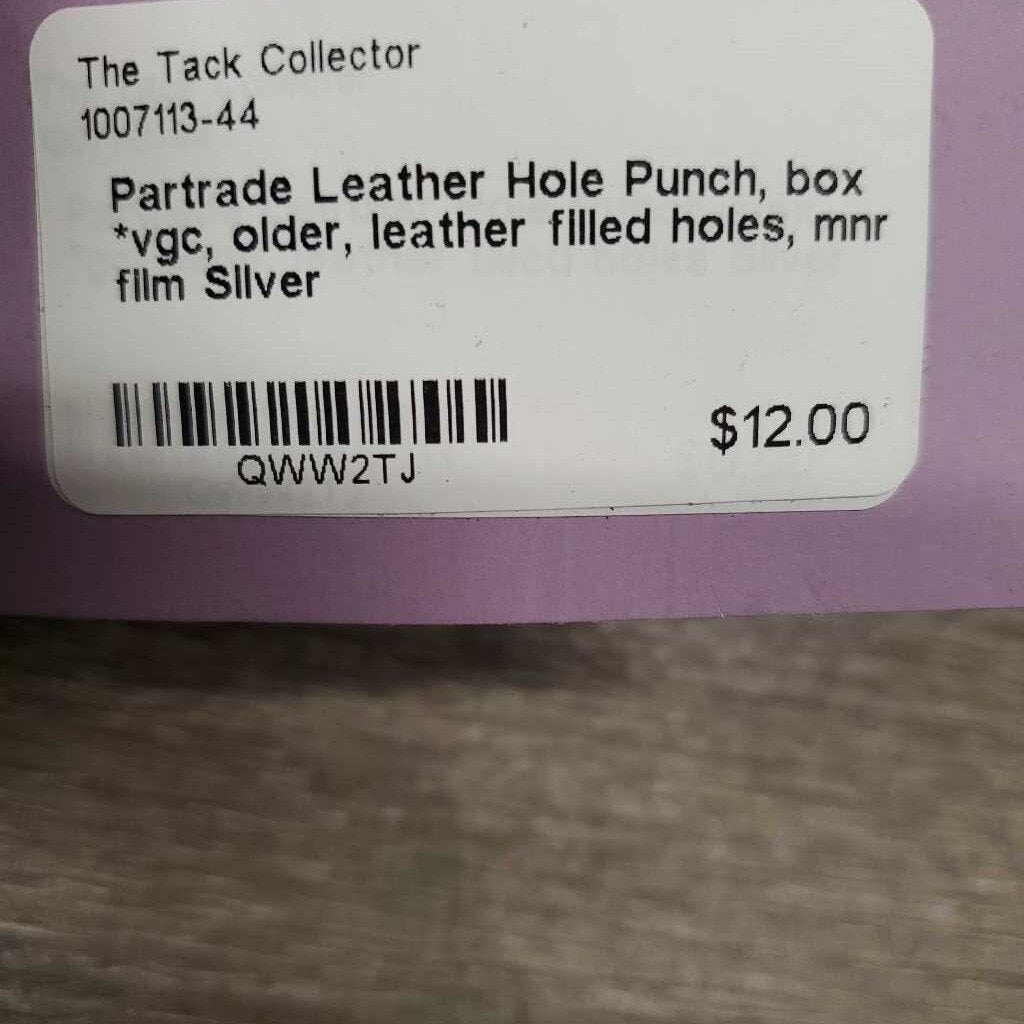 The Tack Collector
1007113-44
Partrade Leather Hole Punch, box
*vgc, older, leather filled holes, mnr
film Silver
QWW2TJ
$12.00